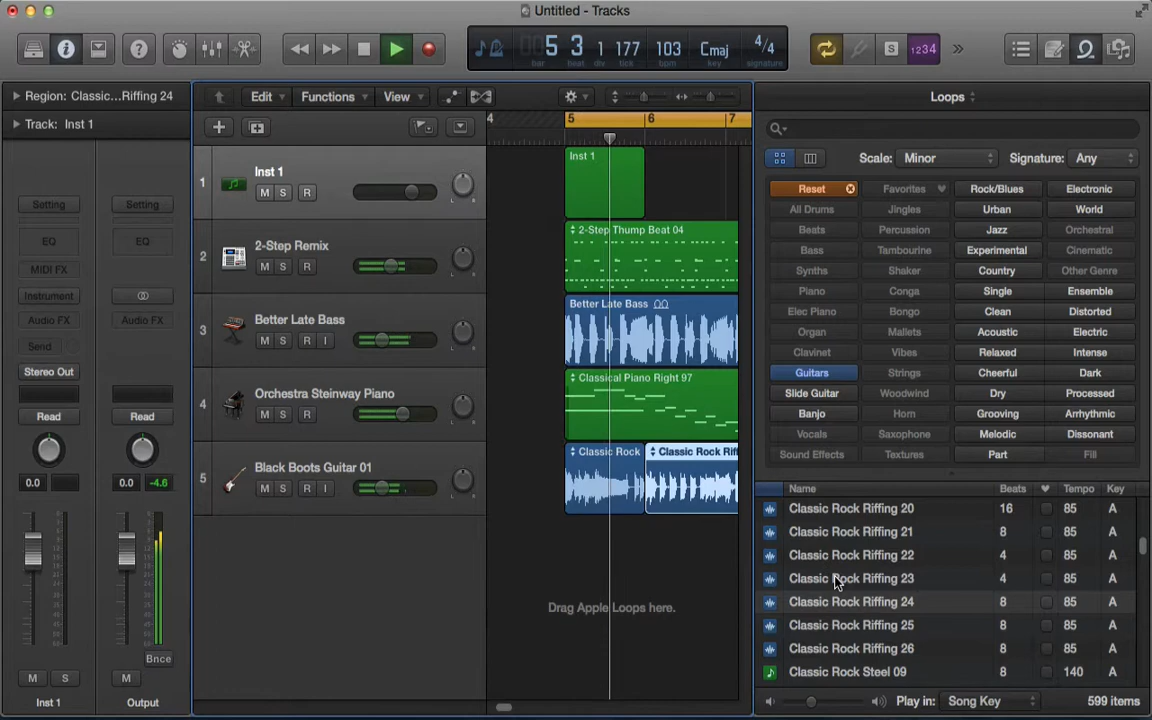 Untitled - Tracks
5 3 1 177 103 Cmaj 4/4
bar beat div tick bpm key signature
S 1234
Region: Classic...Riffing 24
Track: Inst 1
Setting Setting
EQ EQ
MIDI FX
Instrument
Audio FX Audio FX
Send
Stereo Out
Read Read
0.0 0.0 -4.6
Bnce
M S M
Inst 1 Output
Edit Functions View
4 5 6 7
1 Inst 1
M S R
L R
2 2-Step Remix
M S R
L R
3 Better Late Bass
M S R I
L R
4 Orchestra Steinway Piano
M S R
L R
5 Black Boots Guitar 01
M S R I
L R
Inst 1
2-Step Thump Beat 04
Better Late Bass
Classical Piano Right 97
Classic Rock Classic Rock Riff
Drag Apple Loops here.
Loops
Scale: Minor Signature: Any
Reset Favorites Rock/Blues Electronic
All Drums Jingles Urban World
Beats Percussion Jazz Orchestral
Bass Tambourine Experimental Cinematic
Synths Shaker Country Other Genre
Piano Conga Single Ensemble
Elec Piano Bongo Clean Distorted
Organ Mallets Acoustic Electric
Clavinet Vibes Relaxed Intense
Guitars Strings Cheerful Dark
Slide Guitar Woodwind Dry Processed
Banjo Horn Grooving Arrhythmic
Vocals Saxophone Melodic Dissonant
Sound Effects Textures Part Fill
Name Beats Tempo Key
Classic Rock Riffing 20 16 85 A
Classic Rock Riffing 21 8 85 A
Classic Rock Riffing 22 4 85 A
Classic Rock Riffing 23 4 85 A
Classic Rock Riffing 24 8 85 A
Classic Rock Riffing 25 8 85 A
Classic Rock Riffing 26 8 85 A
Classic Rock Steel 09 8 140 A
Play in: Song Key 599 items